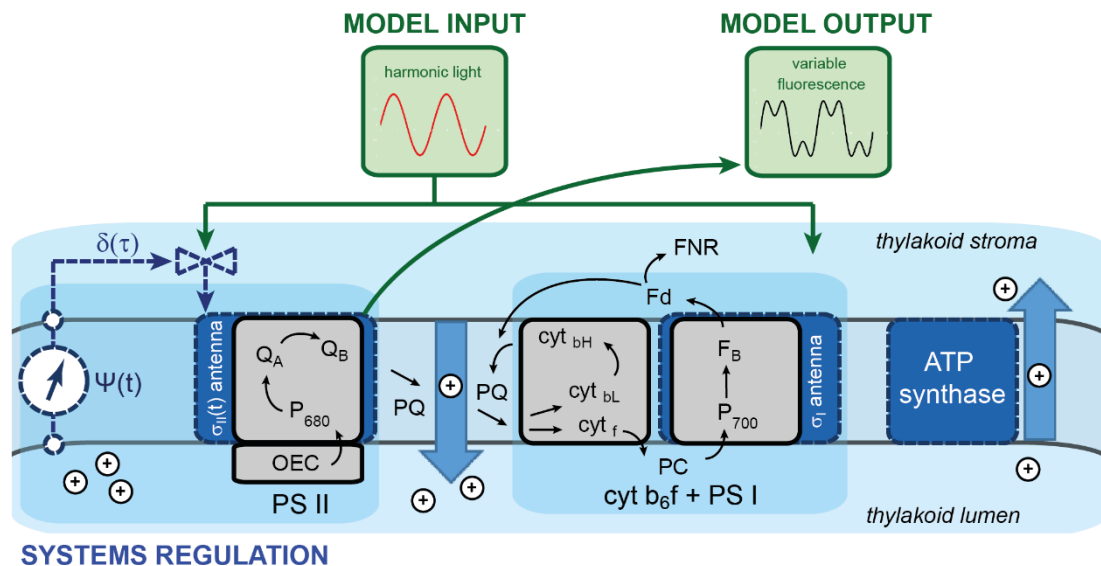 MODEL INPUT
MODEL OUTPUT
harmonic light
variable
fluorescence
thylakoid stroma
δ(τ)
FNR
Fd
Ψ(t)
σII(t) antenna
QA
QB
P680
OEC
PS II
PQ
+
PQ
cyt bH
cyt bL
cyt f
PC
FB
P700
σI antenna
cyt b6f + PS I
ATP
synthase
+
+
+
+
+
+
+
+
+
+
thylakoid lumen
SYSTEMS REGULATION